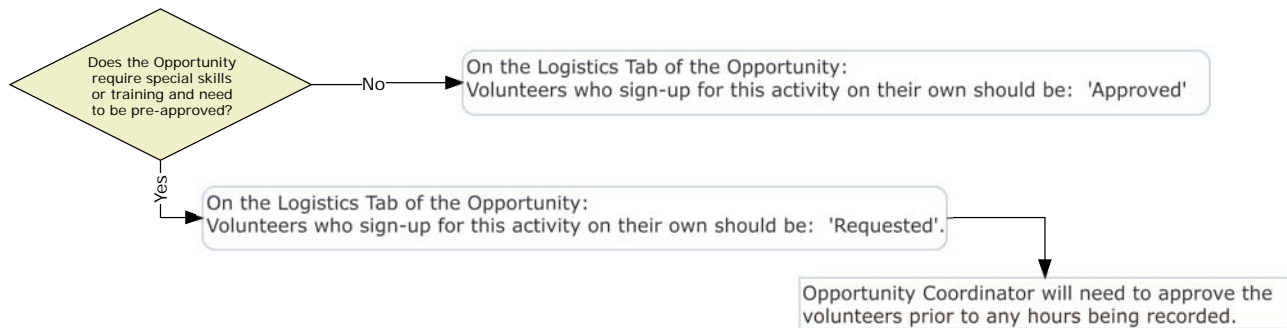 Does the Opportunity
require special skills
or training and need
to be pre-approved?
No
On the Logistics Tab of the Opportunity:
Volunteers who sign-up for this activity on their own should be:  'Approved'
Yes
On the Logistics Tab of the Opportunity:
Volunteers who sign-up for this activity on their own should be:  'Requested'.
Opportunity Coordinator will need to approve the
volunteers prior to any hours being recorded.